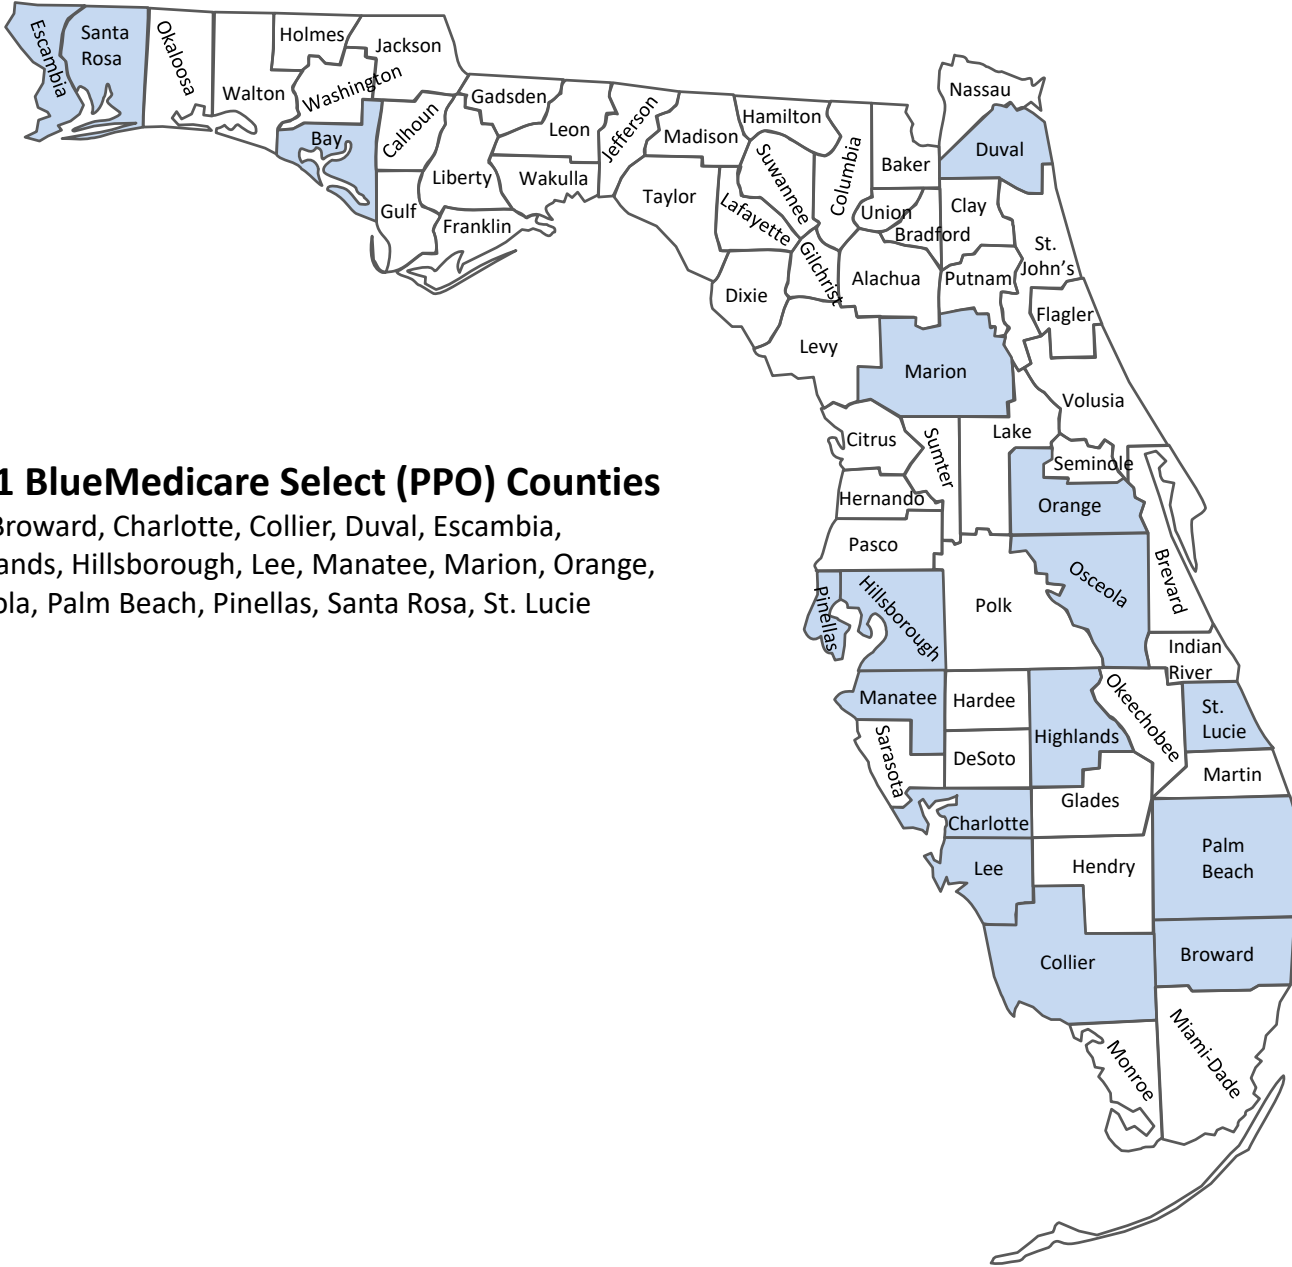 Escambia
Santa
Rosa
Okaloosa
Walton
Holmes
Washington
Jackson
Bay
Calhoun
Gulf
Liberty
Gadsden
Franklin
Leon
Wakulla
Jefferson
Madison
Taylor
Hamilton
Suwannee
Lafayette
Dixie
Columbia
Gilchrist
Baker
Union
Bradford
Alachua
Levy
Nassau
Duval
Clay
St.
John's
Putnam
Flagler
Marion
Volusia
Citrus
Sumter
Lake
Seminole
Orange
Hernando
Pasco
Brevard
Osceola
Polk
Pinellas
Hillsborough
Indian
River
Manatee
Hardee
Highlands
Okeechobee
St.
Lucie
Sarasota
DeSoto
Martin
Charlotte
Glades
Lee
Hendry
Palm
Beach
Collier
Broward
Monroe
Miami-Dade
1 BlueMedicare Select (PPO) Counties
Broward, Charlotte, Collier, Duval, Escambia,
ands, Hillsborough, Lee, Manatee, Marion, Orange,
ola, Palm Beach, Pinellas, Santa Rosa, St. Lucie